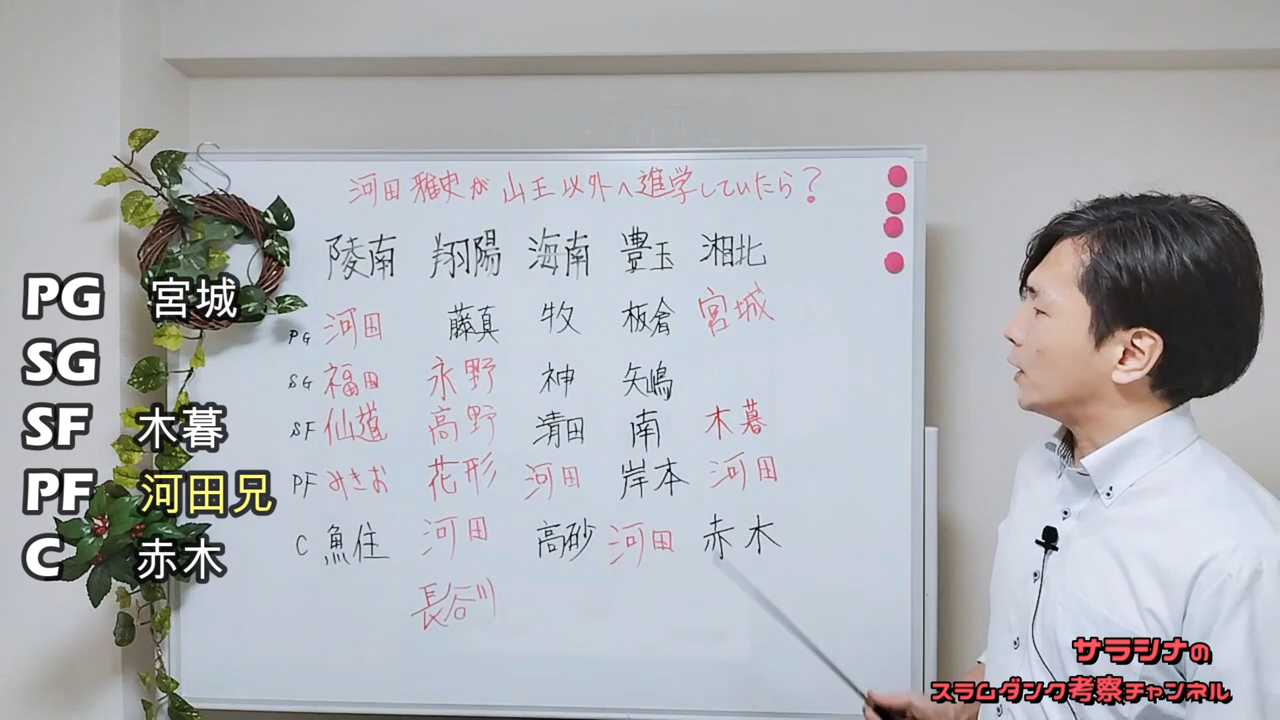 河田雅史が山王以外へ進学していたら?
陵南 翔陽 海南 豊玉 湘北
PG 河田 藤真 牧 板倉 宮城
SG 福田 永野 神 矢嶋
SF 仙道 高野 清田 南 木暮
PF みきお 花形 河田 岸本 河田
C 魚住 河田 高砂 河田 赤木
長谷川
PG 宮城
SG
SF 木暮
PF 河田兄
C 赤木
サラシナの
スラムダンク考察チャンネル